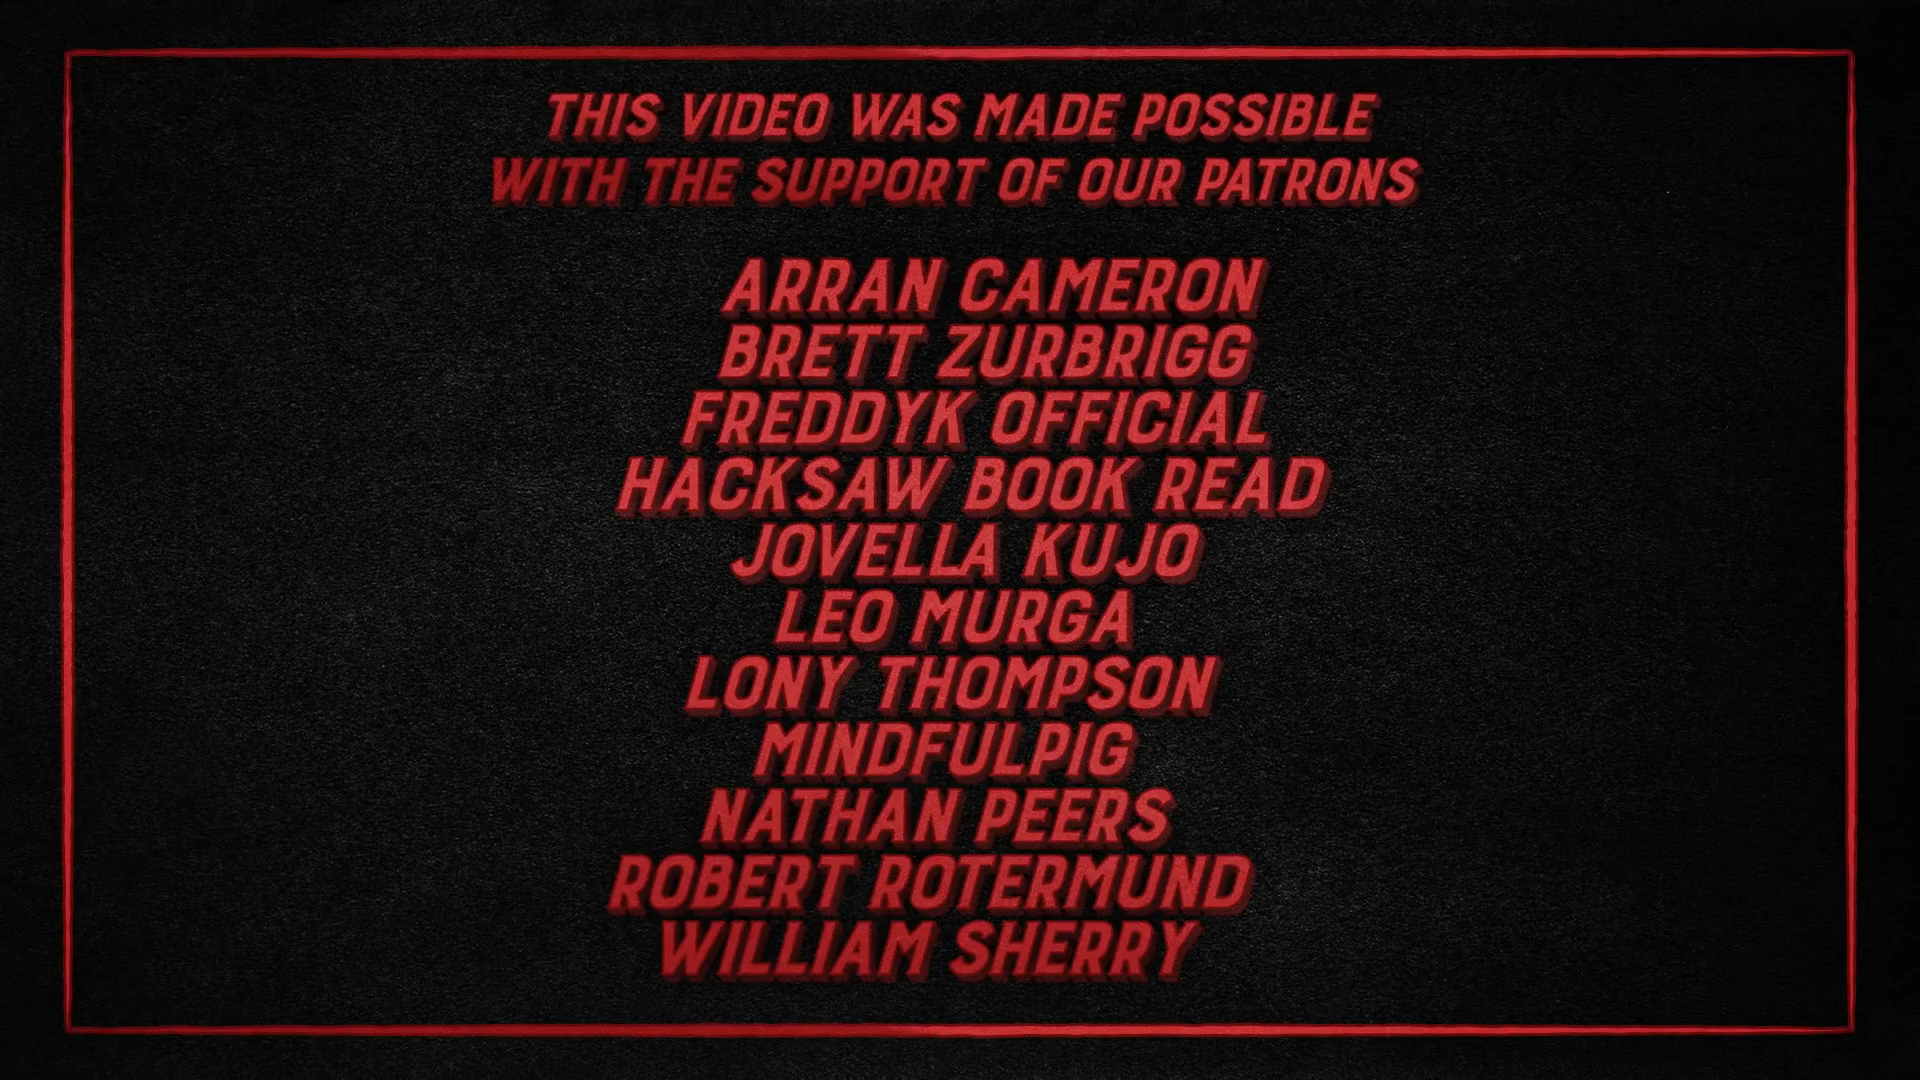 THIS VIDEO WAS MADE POSSIBLE
WITH THE SUPPORT OF OUR PATRONS
ARRAN CAMERON
BRETT ZURBRIGG
FREDDYK OFFICIAL
HACKSAW BOOK READ
JOVELLA KUJO
LEO MURGA
LONY THOMPSON
MINDFULPIG
NATHAN PEERS
ROBERT ROTERMUND
WILLIAM SHERRY